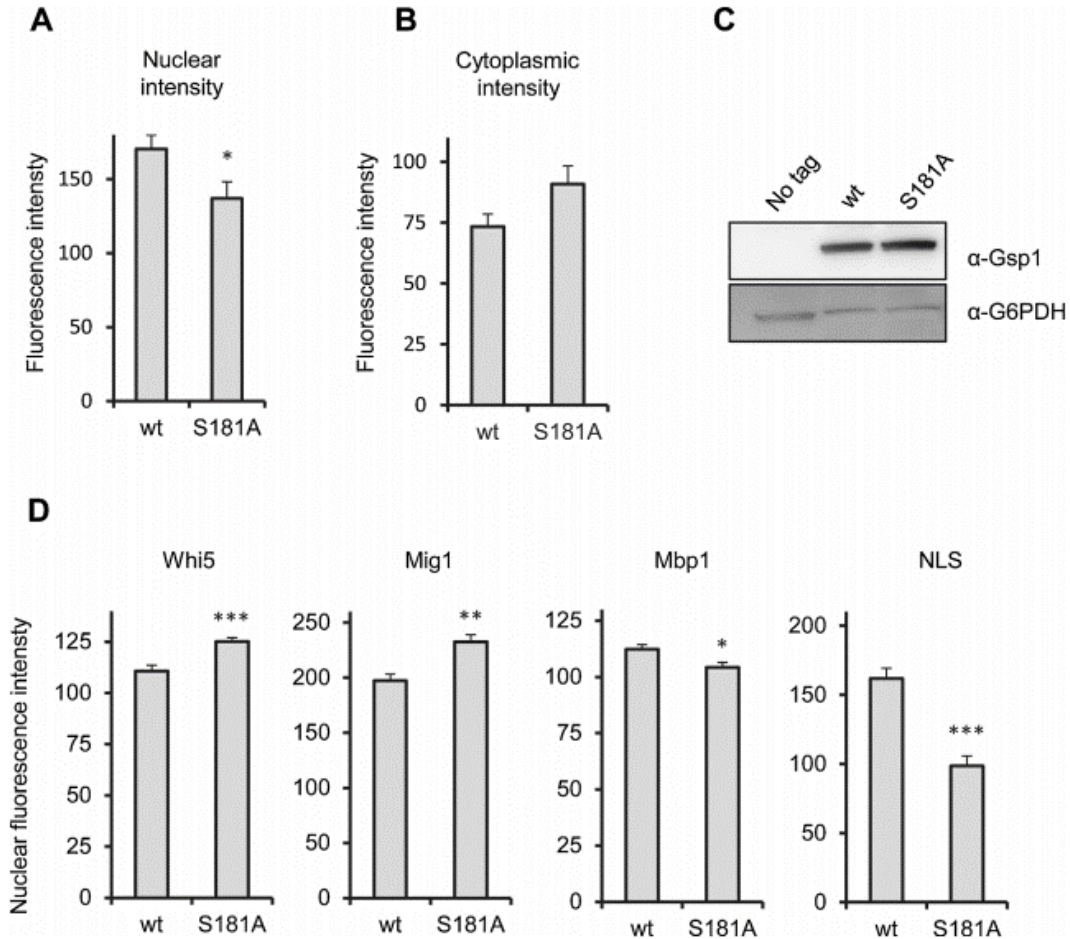 A
Nuclear
intensity
Fluorescence intensty
150
100
50
0
*
wt S181A
B
Cytoplasmic
intensity
Fluorescence intensty
100
75
50
25
0
wt S181A
C
No tag wt S181A
α-Gsp1
α-G6PDH
D
Nuclear fluorescence intensty
Whi5
125
100
75
50
25
0
***
wt S181A
Mig1
250
200
150
100
50
0
**
wt S181A
Mbp1
125
100
75
50
25
0
*
wt S181A
NLS
200
150
100
50
0
***
wt S181A